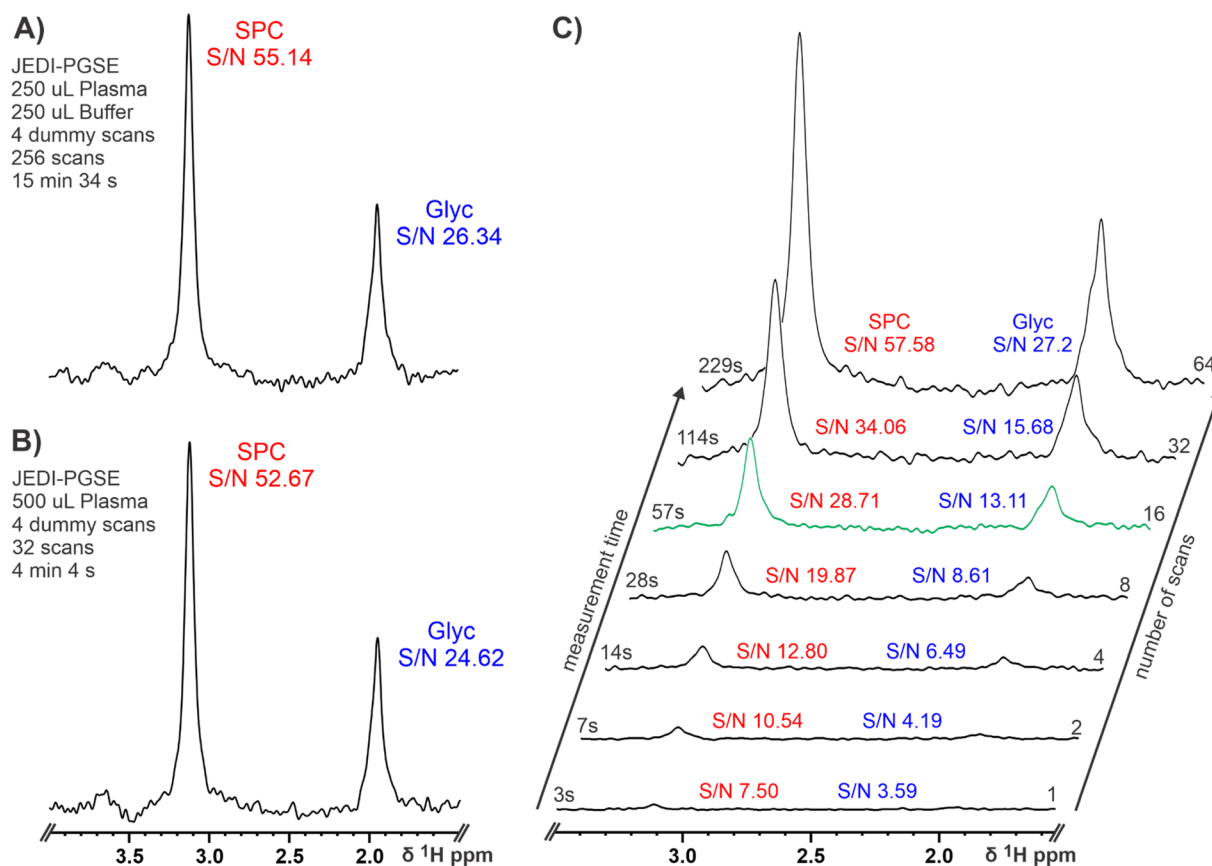 A)
JEDI-PGSE
250 uL Plasma
250 uL Buffer
4 dummy scans
256 scans
15 min 34 s
SPC
S/N 55.14
Glyc
S/N 26.34
B)
JEDI-PGSE
500 uL Plasma
4 dummy scans
32 scans
4 min 4 s
SPC
S/N 52.67
Glyc
S/N 24.62
3.5 3.0 2.5 2.0 δ ¹H ppm
C)
SPC
S/N 57.58
Glyc
S/N 27.2
229s 64
114s S/N 34.06 S/N 15.68 32
57s S/N 28.71 S/N 13.11 16
28s S/N 19.87 S/N 8.61 8
14s S/N 12.80 S/N 6.49 4
7s S/N 10.54 S/N 4.19 2
3s S/N 7.50 S/N 3.59 1
measurement time
number of scans
3.0 2.0 δ ¹H ppm